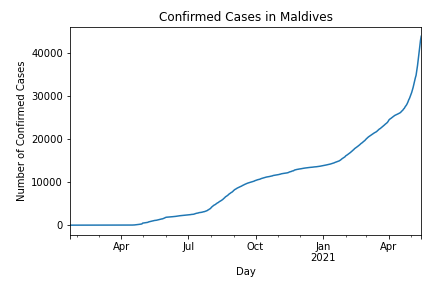 Confirmed Cases in Maldives
Number of Confirmed Cases
40000
30000
20000
10000
0
Apr Jul Oct Jan Apr
2021
Day